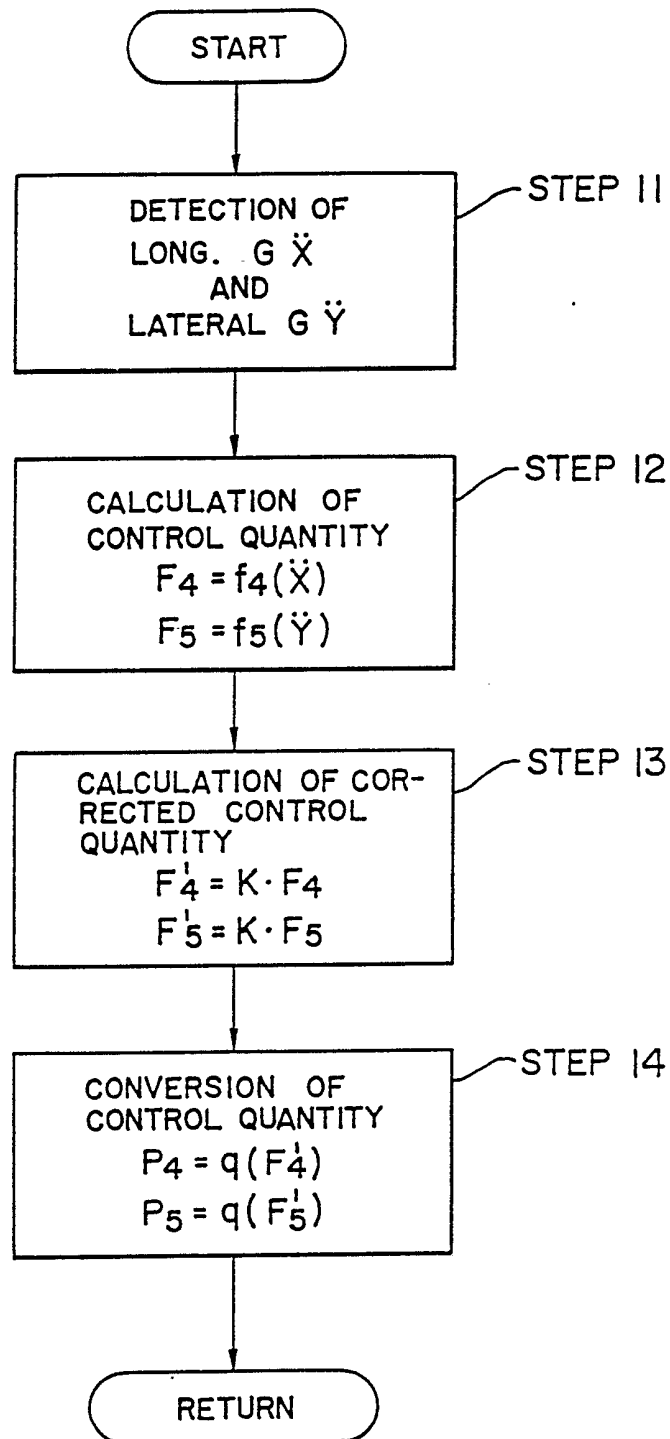 START
STEP 11
DETECTION OF
LONG. G Ẍ
AND
LATERAL G Ÿ
STEP 12
CALCULATION OF
CONTROL QUANTITY
F4 = f4(Ẍ)
F5 = f5(Ÿ)
STEP 13
CALCULATION OF COR-
RECTED CONTROL
QUANTITY
F'4 = K · F4
F'5 = K · F5
STEP 14
CONVERSION OF
CONTROL QUANTITY
P4 = q(F'4)
P5 = q(F'5)
RETURN